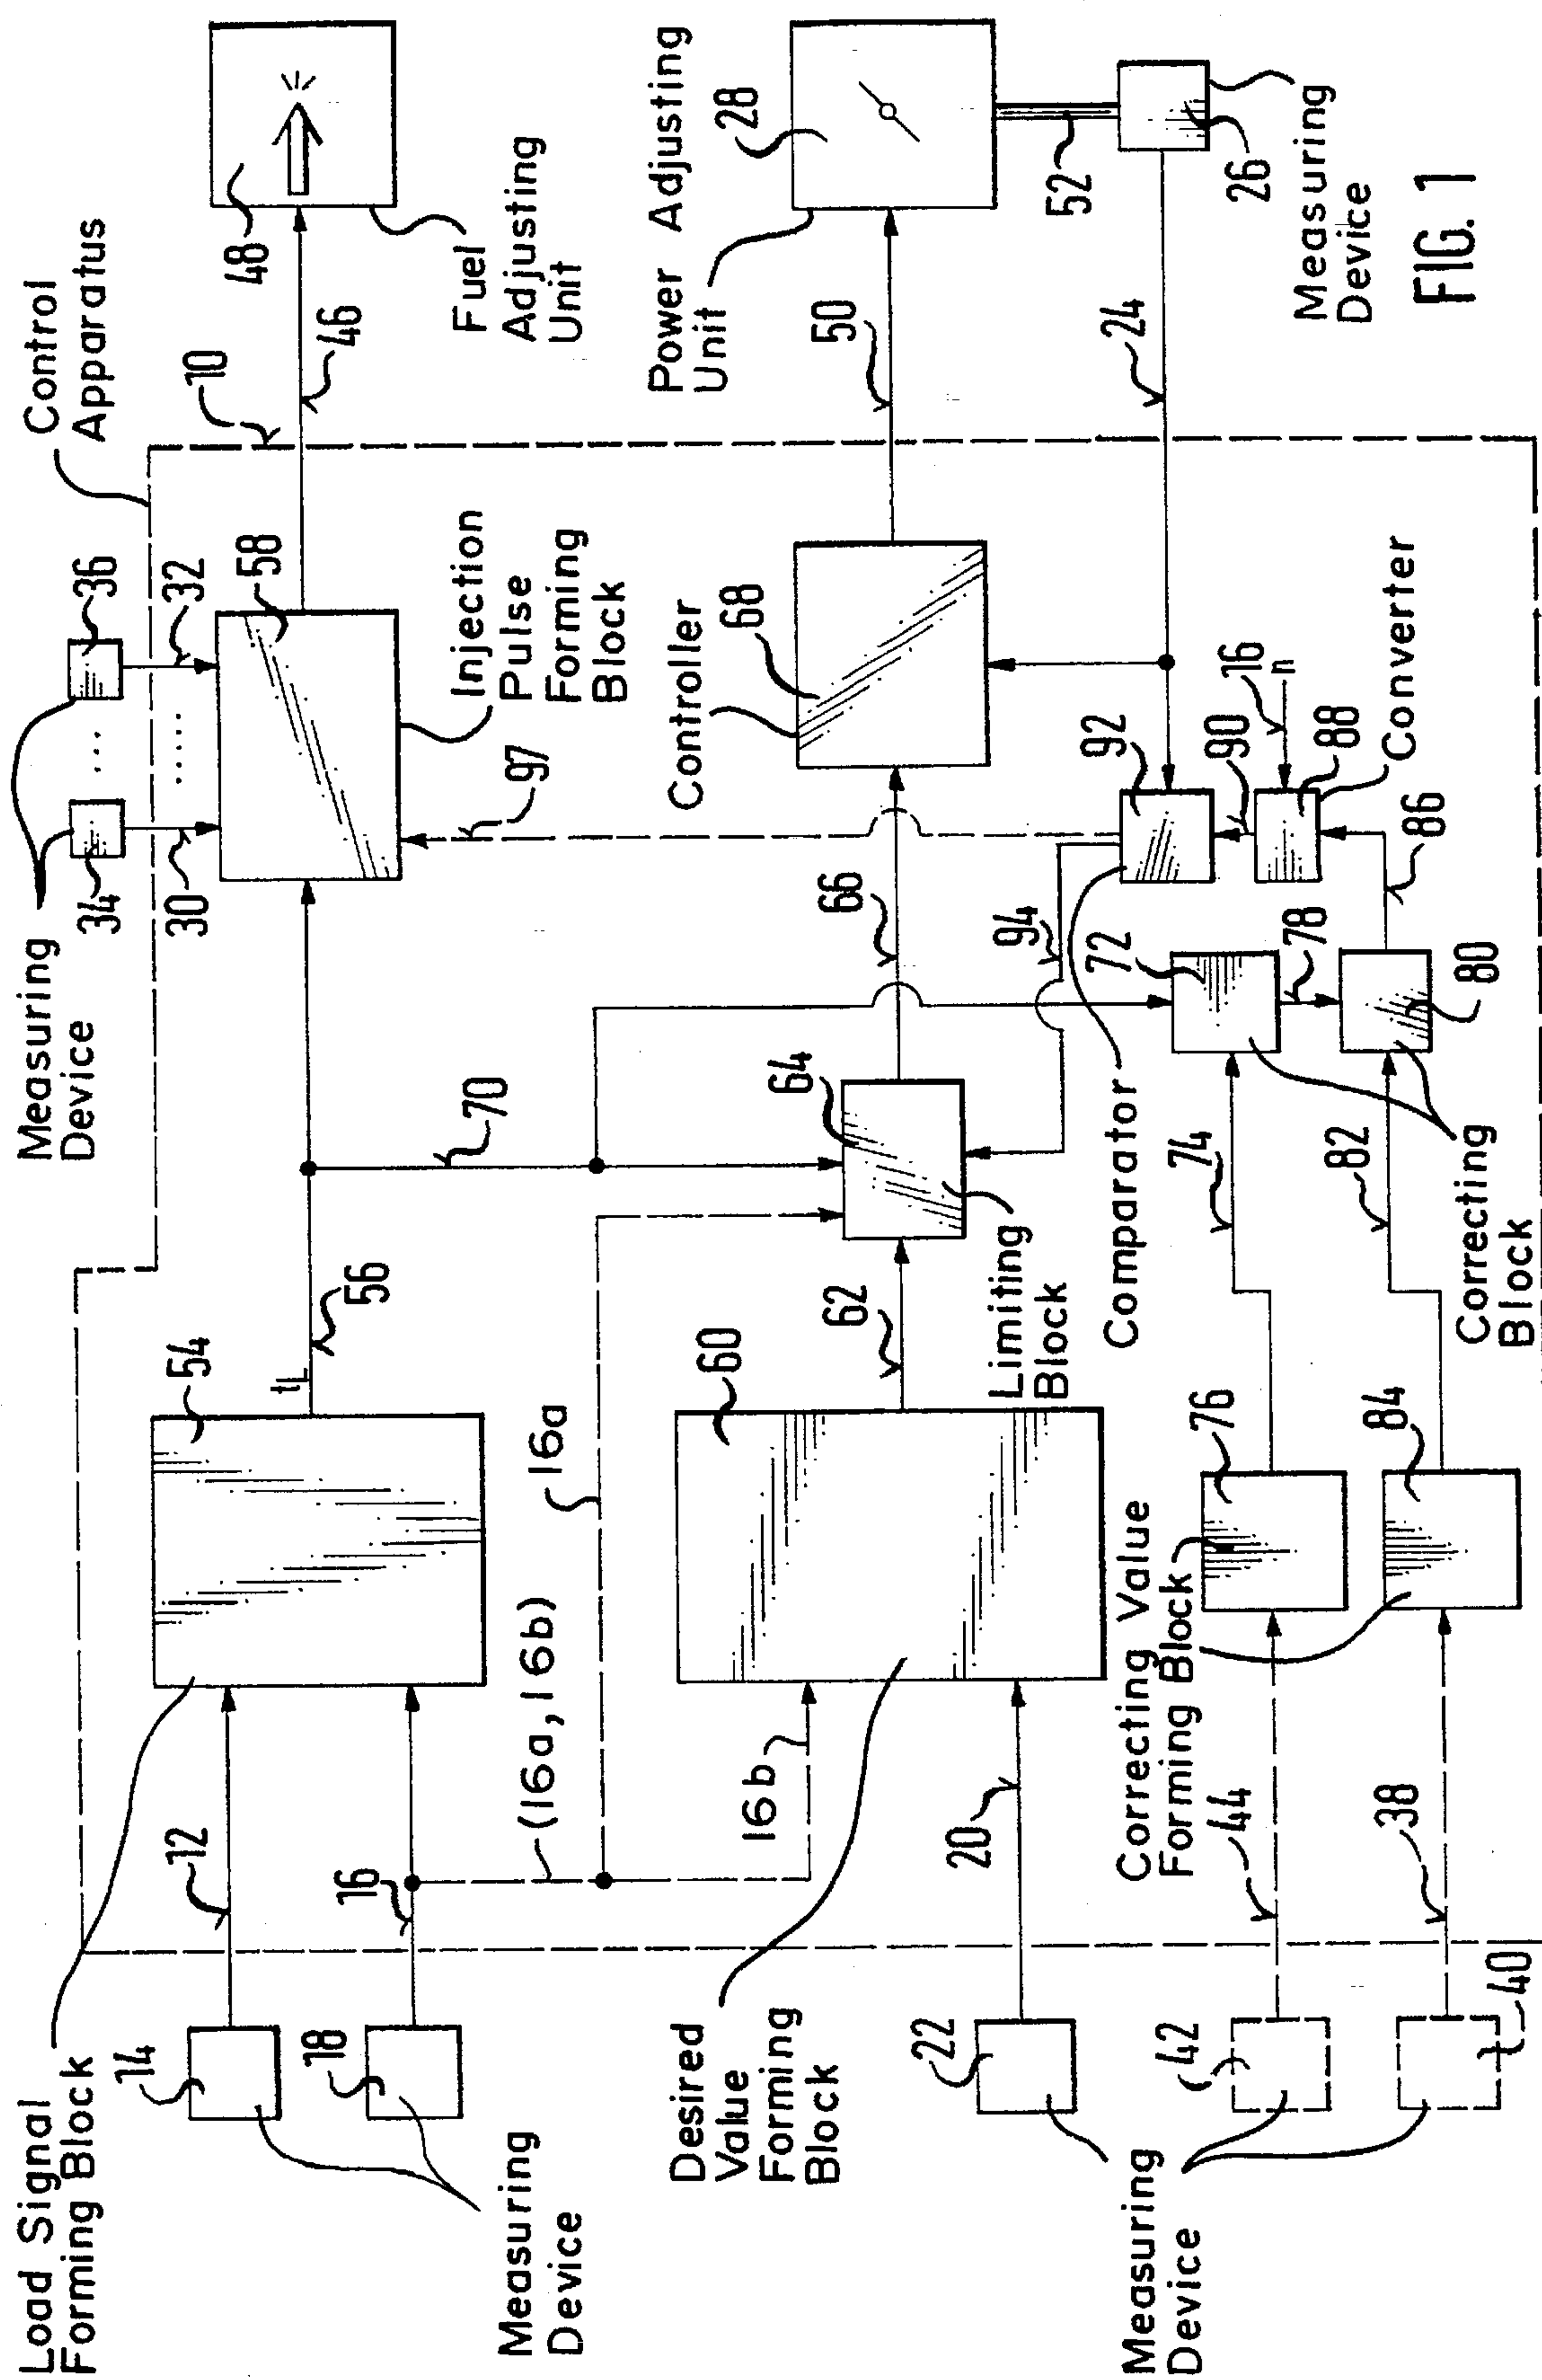 Load Signal
Forming Block
14
12
54
Measuring
Device
18
16
(16a, 16b)
16a
16b
tL
56
70
Measuring
Device
34
36
30
32
...
.....
58
Injection
Pulse
Forming
Block
97
Control
Apparatus
10
46
48
Fuel
Adjusting
Unit
Desired
Value
Forming
Block
22
20
60
62
64
Limiting
Block
66
Controller
68
50
Power Adjusting
Unit
28
52
26
Measuring
Device
24
94
92
Comparator
90
16
n
88
Converter
86
72
78
80
Correcting
Block
74
82
76
84
Correcting Value
Forming Block
44
38
42
40
Measuring
Device
FIG. 1